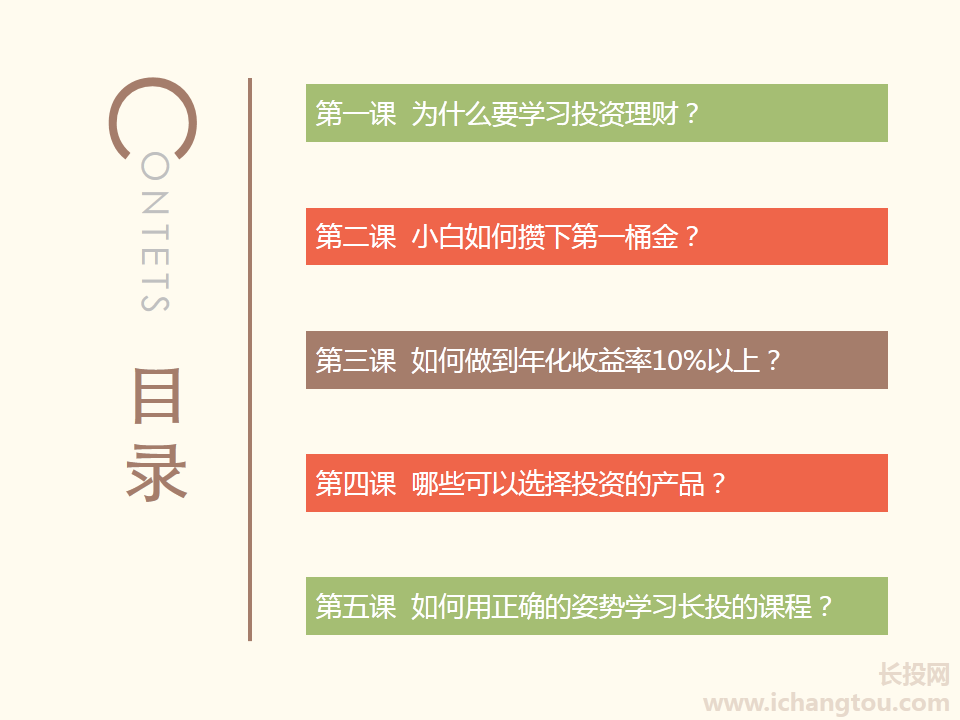 CONTETS
目录
第一课 为什么要学习投资理财？
第二课 小白如何攒下第一桶金？
第三课 如何做到年化收益率10%以上？
第四课 哪些可以选择投资的产品？
第五课 如何用正确的姿势学习长投的课程？
长投网
www.ichangtou.com